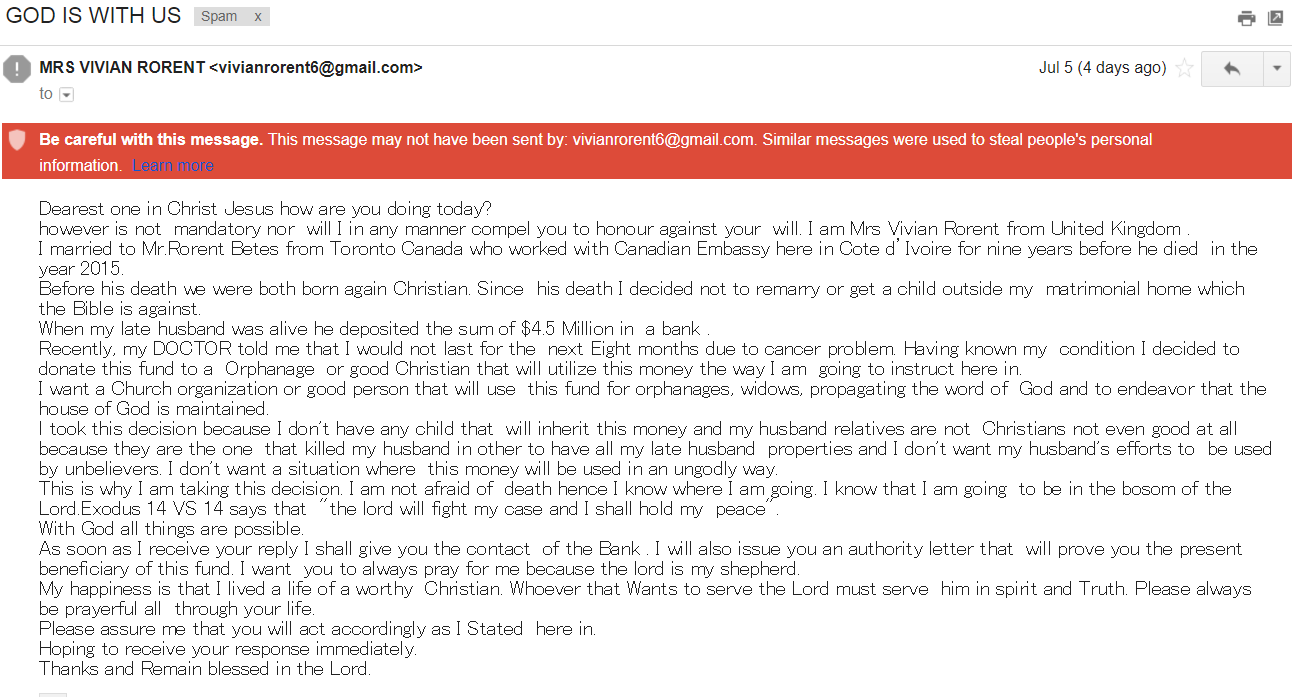 GOD IS WITH US Spam x
MRS VIVIAN RORENT <vivianrorent6@gmail.com> Jul 5 (4 days ago)
to
Be careful with this message. This message may not have been sent by: vivianrorent6@gmail.com. Similar messages were used to steal people's personal
information. Learn more
Dearest one in Christ Jesus how are you doing today?
however is not mandatory nor will I in any manner compel you to honour against your will. I am Mrs Vivian Rorent from United Kingdom .
I married to Mr.Rorent Betes from Toronto Canada who worked with Canadian Embassy here in Cote d'Ivoire for nine years before he died in the
year 2015.
Before his death we were both born again Christian. Since his death I decided not to remarry or get a child outside my matrimonial home which
the Bible is against.
When my late husband was alive he deposited the sum of $4.5 Million in a bank .
Recently, my DOCTOR told me that I would not last for the next Eight months due to cancer problem. Having known my condition I decided to
donate this fund to a Orphanage or good Christian that will utilize this money the way I am going to instruct here in.
I want a Church organization or good person that will use this fund for orphanages, widows, propagating the word of God and to endeavor that the
house of God is maintained.
I took this decision because I don't have any child that will inherit this money and my husband relatives are not Christians not even good at all
because they are the one that killed my husband in other to have all my late husband properties and I don't want my husband's efforts to be used
by unbelievers. I don't want a situation where this money will be used in an ungodly way.
This is why I am taking this decision. I am not afraid of death hence I know where I am going. I know that I am going to be in the bosom of the
Lord.Exodus 14 VS 14 says that "the lord will fight my case and I shall hold my peace".
With God all things are possible.
As soon as I receive your reply I shall give you the contact of the Bank . I will also issue you an authority letter that will prove you the present
beneficiary of this fund. I want you to always pray for me because the lord is my shepherd.
My happiness is that I lived a life of a worthy Christian. Whoever that Wants to serve the Lord must serve him in spirit and Truth. Please always
be prayerful all through your life.
Please assure me that you will act accordingly as I Stated here in.
Hoping to receive your response immediately.
Thanks and Remain blessed in the Lord.